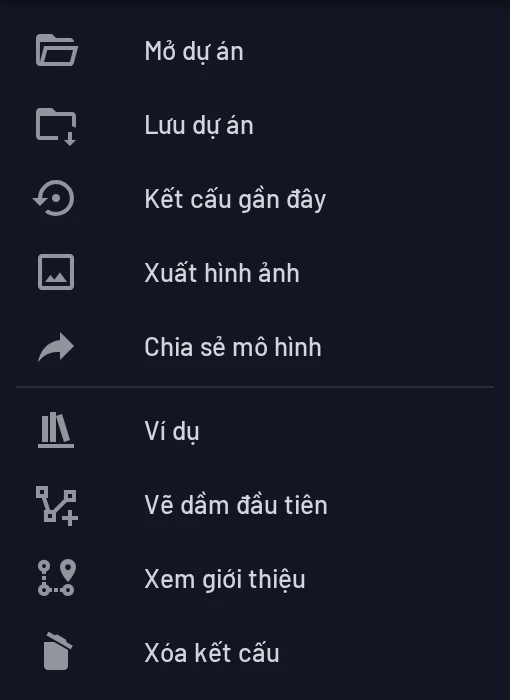 Mở dự án
Lưu dự án
Kết cấu gần đây
Xuất hình ảnh
Chia sẻ mô hình
Ví dụ
Vẽ dầm đầu tiên
Xem giới thiệu
Xóa kết cấu